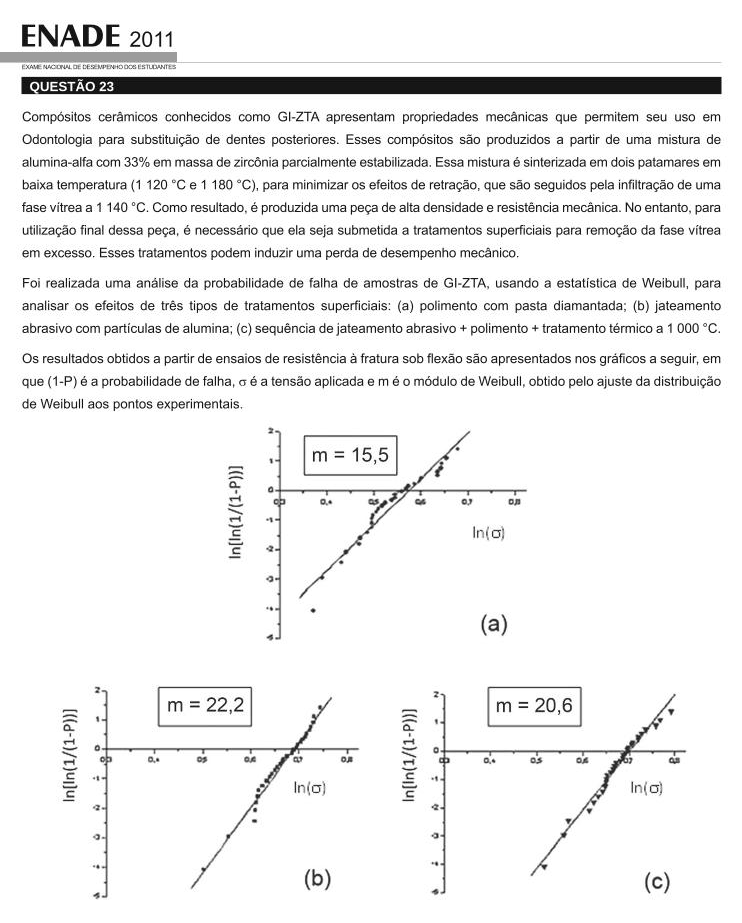 ENADE 2011
EXAME NACIONAL DE DESEMPENHO DOS ESTUDANTES
QUESTÃO 23
Compósitos cerâmicos conhecidos como GI-ZTA apresentam propriedades mecânicas que permitem seu uso em
Odontologia para substituição de dentes posteriores. Esses compósitos são produzidos a partir de uma mistura de
alumina-alfa com 33% em massa de zircônia parcialmente estabilizada. Essa mistura é sinterizada em dois patamares em
baixa temperatura (1 120 °C e 1 180 °C), para minimizar os efeitos de retração, que são seguidos pela infiltração de uma
fase vítrea a 1 140 °C. Como resultado, é produzida uma peça de alta densidade e resistência mecânica. No entanto, para
utilização final dessa peça, é necessário que ela seja submetida a tratamentos superficiais para remoção da fase vítrea
em excesso. Esses tratamentos podem induzir uma perda de desempenho mecânico.
Foi realizada uma análise da probabilidade de falha de amostras de GI-ZTA, usando a estatística de Weibull, para
analisar os efeitos de três tipos de tratamentos superficiais: (a) polimento com pasta diamantada; (b) jateamento
abrasivo com partículas de alumina; (c) sequência de jateamento abrasivo + polimento + tratamento térmico a 1 000 °C.
Os resultados obtidos a partir de ensaios de resistência à fratura sob flexão são apresentados nos gráficos a seguir, em
que (1-P) é a probabilidade de falha, σ é a tensão aplicada e m é o módulo de Weibull, obtido pelo ajuste da distribuição
de Weibull aos pontos experimentais.
m = 15,5
ln[ln(1/(1-P))]
2
1
0
-1
-2
-3
-4
-5
0,3 0,4 0,5 0,6 0,7 0,8
ln(σ)
(a)
m = 22,2
ln[ln(1/(1-P))]
2
1
0
-1
-2
-3
-4
-5
0,3 0,4 0,5 0,6 0,7 0,8
ln(σ)
(b)
m = 20,6
ln[ln(1/(1-P))]
2
1
0
-1
-2
-3
-4
-5
0,3 0,4 0,5 0,6 0,7 0,8
ln(σ)
(c)